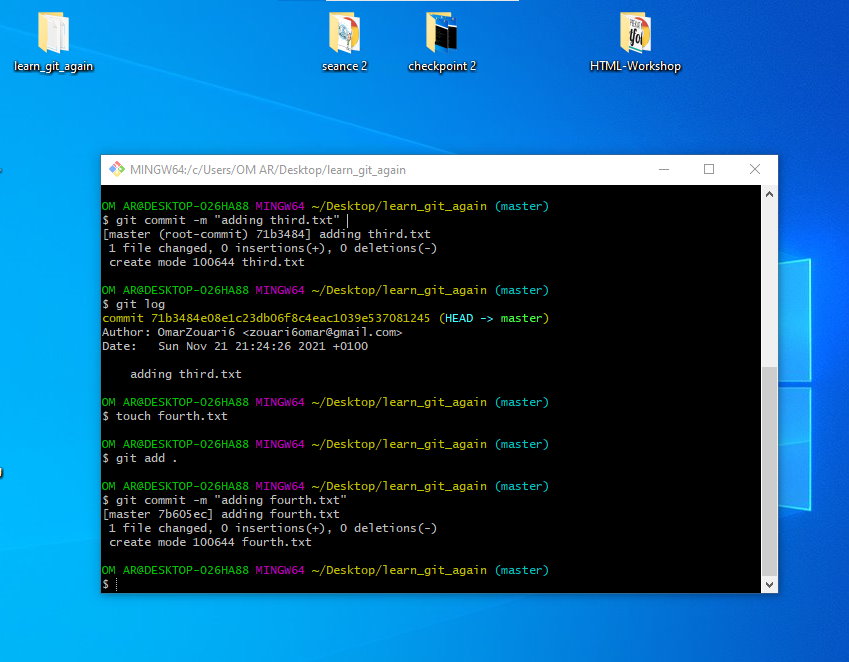 learn_git_again
seance 2
checkpoint 2
HTML-Workshop
MINGW64:/c/Users/OM AR/Desktop/learn_git_again
OM AR@DESKTOP-O26HA88 MINGW64 ~/Desktop/learn_git_again (master)
$ git commit -m "adding third.txt"
[master (root-commit) 71b3484] adding third.txt
 1 file changed, 0 insertions(+), 0 deletions(-)
 create mode 100644 third.txt
OM AR@DESKTOP-O26HA88 MINGW64 ~/Desktop/learn_git_again (master)
$ git log
commit 71b3484e08e1c23db06f8c4eac1039e537081245 (HEAD -> master)
Author: OmarZouari6 <zouari6omar@gmail.com>
Date:   Sun Nov 21 21:24:26 2021 +0100
    adding third.txt
OM AR@DESKTOP-O26HA88 MINGW64 ~/Desktop/learn_git_again (master)
$ touch fourth.txt
OM AR@DESKTOP-O26HA88 MINGW64 ~/Desktop/learn_git_again (master)
$ git add .
OM AR@DESKTOP-O26HA88 MINGW64 ~/Desktop/learn_git_again (master)
$ git commit -m "adding fourth.txt"
[master 7b605ec] adding fourth.txt
 1 file changed, 0 insertions(+), 0 deletions(-)
 create mode 100644 fourth.txt
OM AR@DESKTOP-O26HA88 MINGW64 ~/Desktop/learn_git_again (master)
$